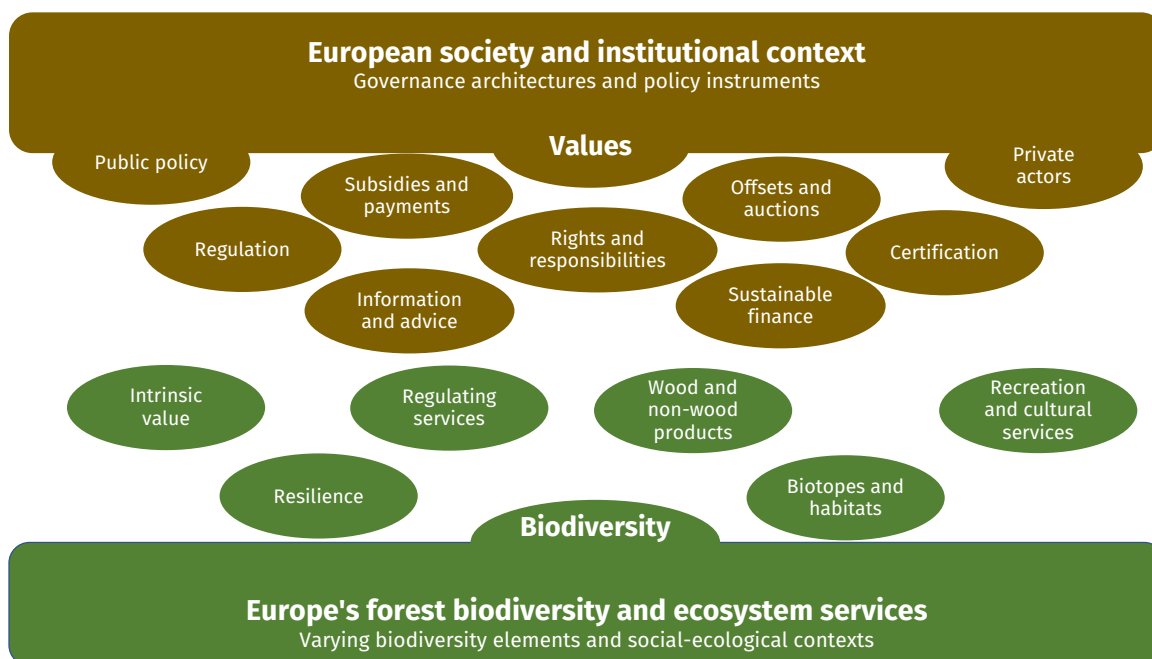 European society and institutional context
Governance architectures and policy instruments
Values
Public policy
Private
actors
Subsidies and
payments
Offsets and
auctions
Regulation
Rights and
responsibilities
Certification
Information
and advice
Sustainable
finance
Intrinsic
value
Regulating
services
Wood and
non-wood
products
Recreation
and cultural
services
Resilience
Biotopes and
habitats
Biodiversity
Europe's forest biodiversity and ecosystem services
Varying biodiversity elements and social-ecological contexts